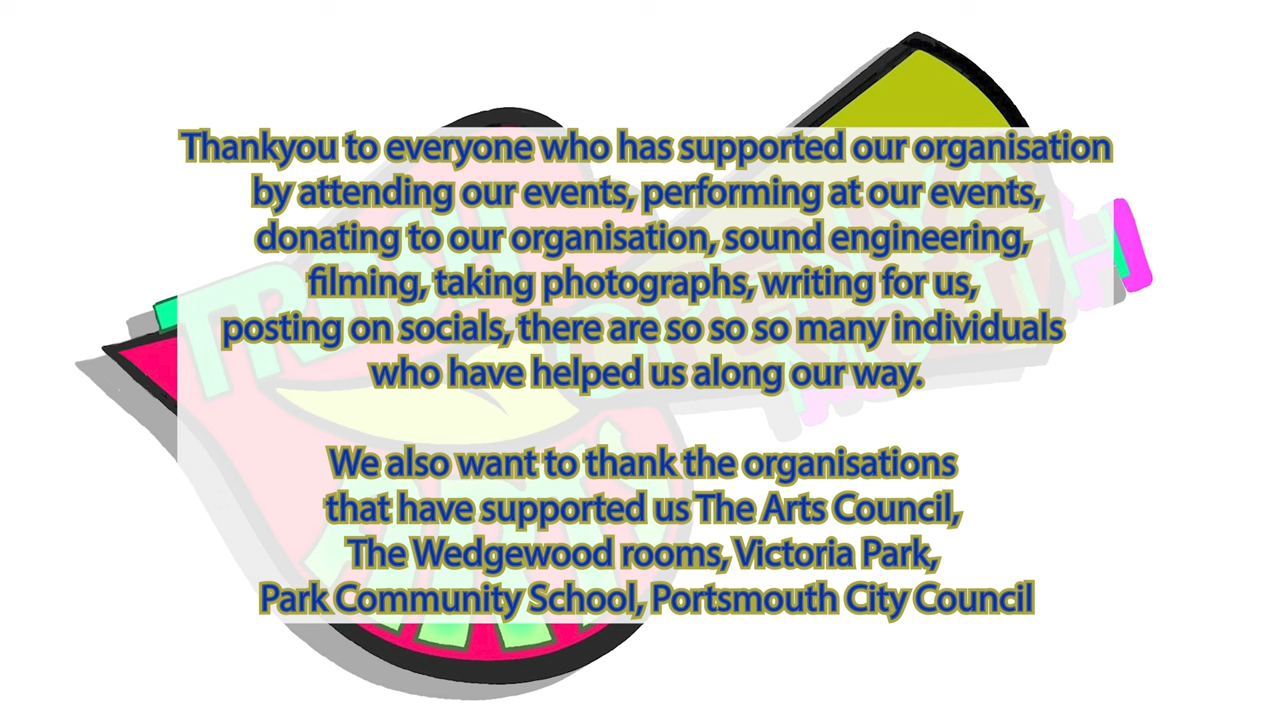 Thankyou to everyone who has supported our organisation
by attending our events, performing at our events,
donating to our organisation, sound engineering,
filming, taking photographs, writing for us,
posting on socials, there are so so so many individuals
who have helped us along our way.
We also want to thank the organisations
that have supported us The Arts Council,
The Wedgewood rooms, Victoria Park,
Park Community School, Portsmouth City Council